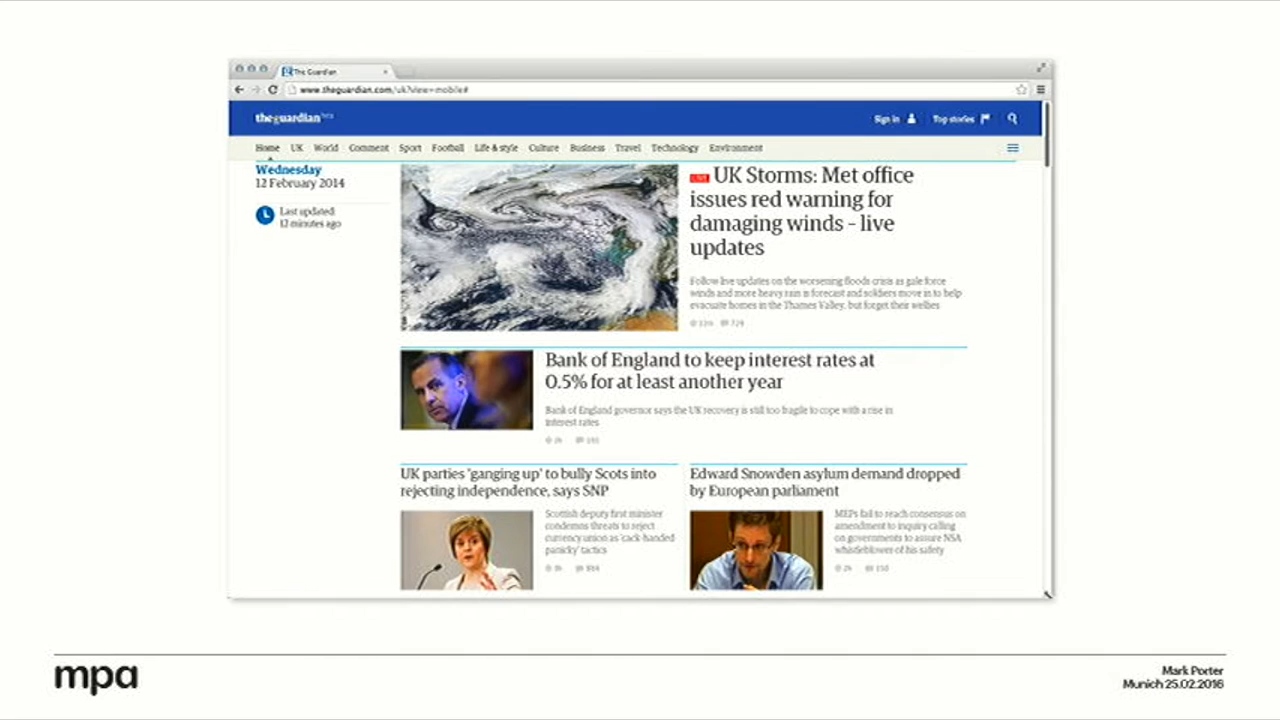 The Guardian
www.theguardian.com/uk?view=mobile#
theguardian beta
Sign in
Top stories
Home UK World Comment Sport Football Life & style Culture Business Travel Technology Environment
Wednesday
12 February 2014
Last updated
12 minutes ago
LIVE UK Storms: Met office
issues red warning for
damaging winds – live
updates
Follow live updates on the worsening floods crisis as gale force
winds and more heavy rain is forecast and soldiers move in to help
evacuate homes in the Thames Valley, but forget their wellies
729
Bank of England to keep interest rates at
0.5% for at least another year
Bank of England governor says the UK recovery is still too fragile to cope with a rise in
interest rates
UK parties 'ganging up' to bully Scots into
rejecting independence, says SNP
Scottish deputy first minister
condemns threats to reject
currency union as 'cack-handed
panicky' tactics
Edward Snowden asylum demand dropped
by European parliament
MEPs fail to reach consensus on
amendment to inquiry calling
on governments to assure NSA
whistleblower of his safety
mpa
Mark Porter
Munich 25.02.2016